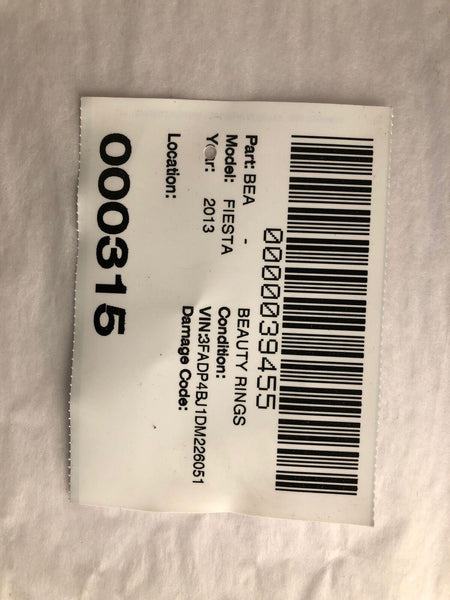 0000039455
Part: BEA - BEAUTY RINGS
Model: FIESTA Condition:
Year: 2013 VIN3FADP4BJ1DM226051
Damage Code:
Location:
000315